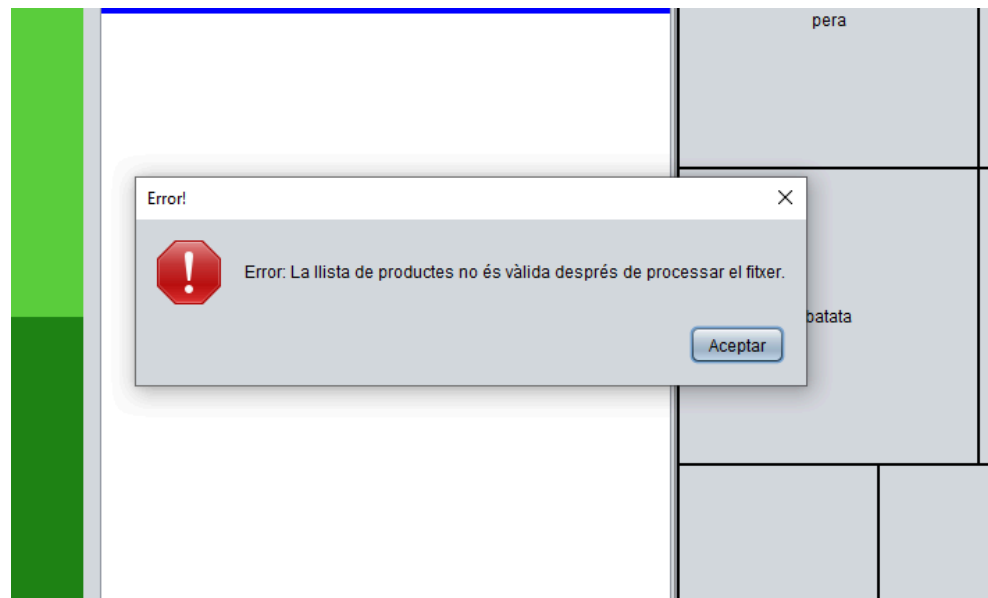 pera
Error!
Error: La llista de productes no és vàlida després de processar el fitxer.
batata
Aceptar